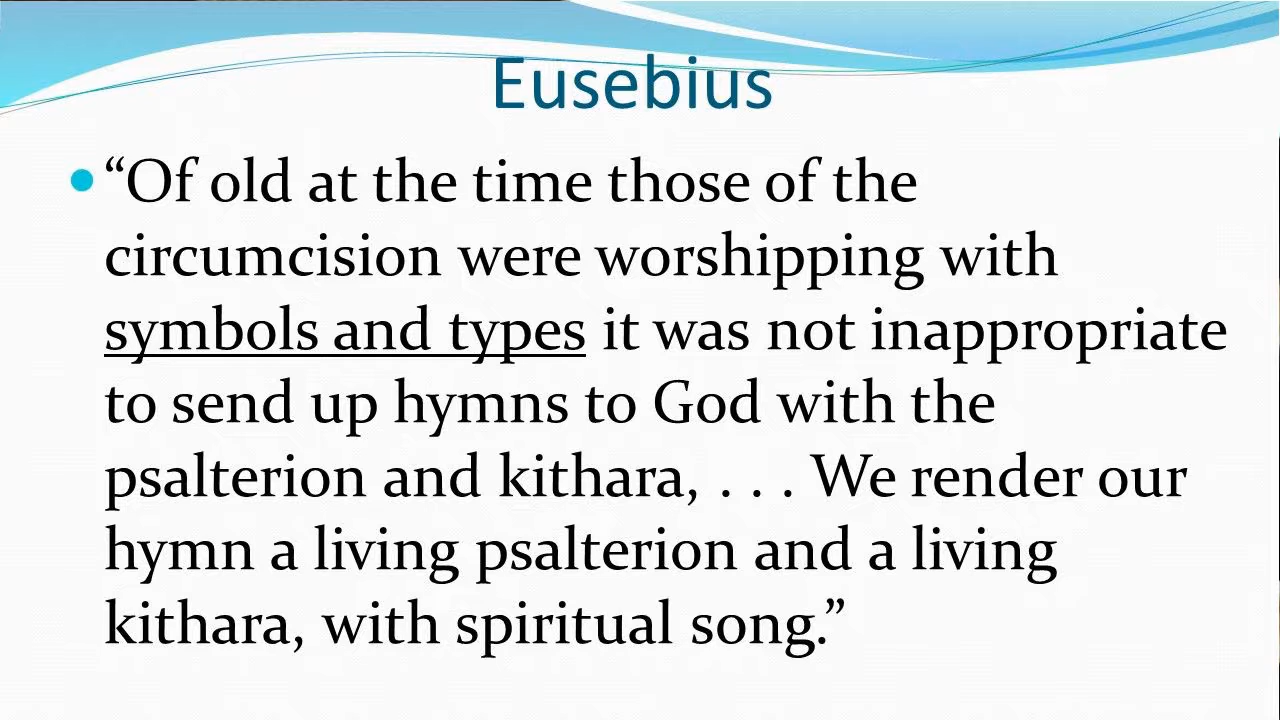 Eusebius
• “Of old at the time those of the
circumcision were worshipping with
symbols and types it was not inappropriate
to send up hymns to God with the
psalterion and kithara, . . . We render our
hymn a living psalterion and a living
kithara, with spiritual song.”